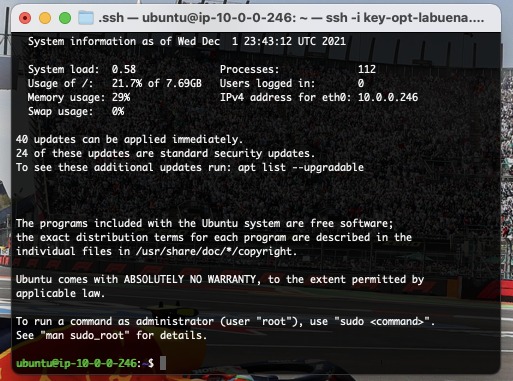 .ssh — ubuntu@ip-10-0-0-246: ~ — ssh -i key-opt-labuena....
System information as of Wed Dec  1 23:43:12 UTC 2021
System load:  0.58              Processes:             112
Usage of /:   21.7% of 7.69GB   Users logged in:       0
Memory usage: 29%               IPv4 address for eth0: 10.0.0.246
Swap usage:   0%
40 updates can be applied immediately.
24 of these updates are standard security updates.
To see these additional updates run: apt list --upgradable
The programs included with the Ubuntu system are free software;
the exact distribution terms for each program are described in the
individual files in /usr/share/doc/*/copyright.
Ubuntu comes with ABSOLUTELY NO WARRANTY, to the extent permitted by
applicable law.
To run a command as administrator (user "root"), use "sudo <command>".
See "man sudo_root" for details.
ubuntu@ip-10-0-0-246:~$